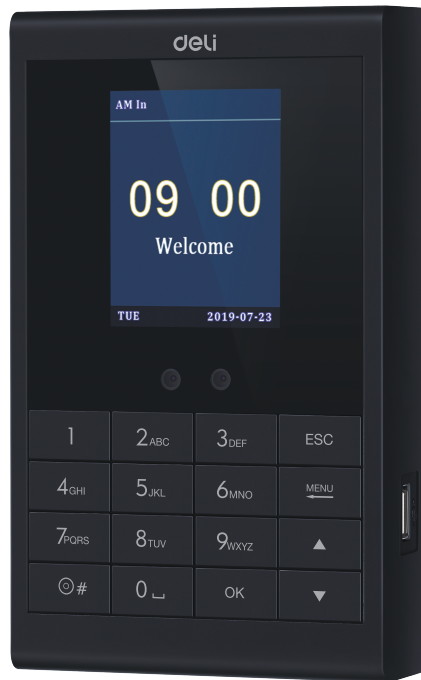 deli
AM In
09 00
Welcome
TUE 2019-07-23
1 2ABC 3DEF ESC
4GHI 5JKL 6MNO MENU
7PQRS 8TUV 9WXYZ
# 0 OK